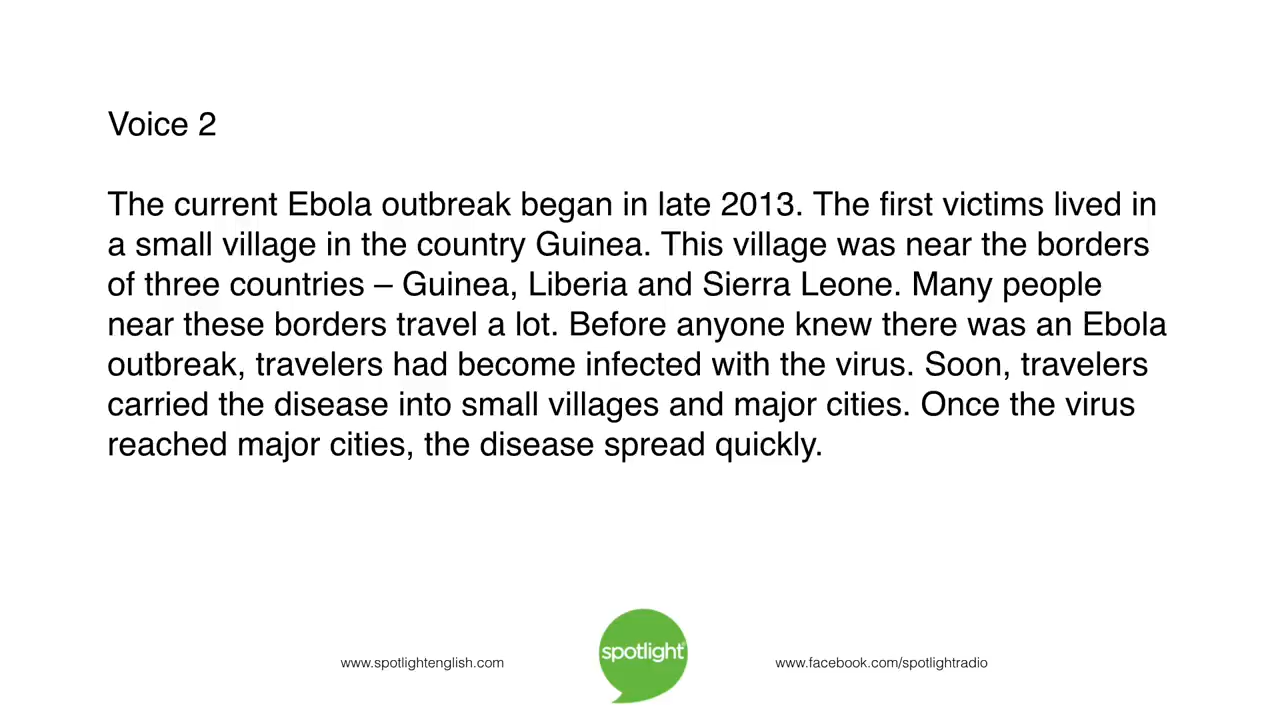 Voice 2
The current Ebola outbreak began in late 2013. The first victims lived in
a small village in the country Guinea. This village was near the borders
of three countries – Guinea, Liberia and Sierra Leone. Many people
near these borders travel a lot. Before anyone knew there was an Ebola
outbreak, travelers had become infected with the virus. Soon, travelers
carried the disease into small villages and major cities. Once the virus
reached major cities, the disease spread quickly.
www.spotlightenglish.com
spotlight
www.facebook.com/spotlightradio